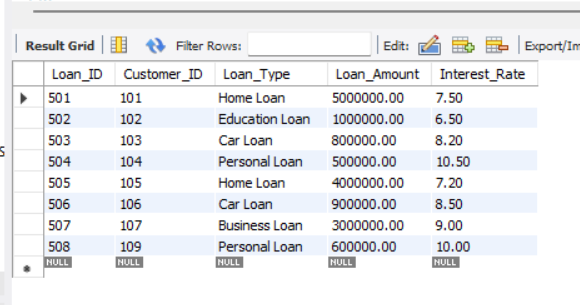 Result Grid Filter Rows: Edit: Export/Im
Loan_ID Customer_ID Loan_Type Loan_Amount Interest_Rate
501 101 Home Loan 5000000.00 7.50
502 102 Education Loan 1000000.00 6.50
503 103 Car Loan 800000.00 8.20
504 104 Personal Loan 500000.00 10.50
505 105 Home Loan 4000000.00 7.20
506 106 Car Loan 900000.00 8.50
507 107 Business Loan 3000000.00 9.00
508 109 Personal Loan 600000.00 10.00
NULL NULL NULL NULL NULL